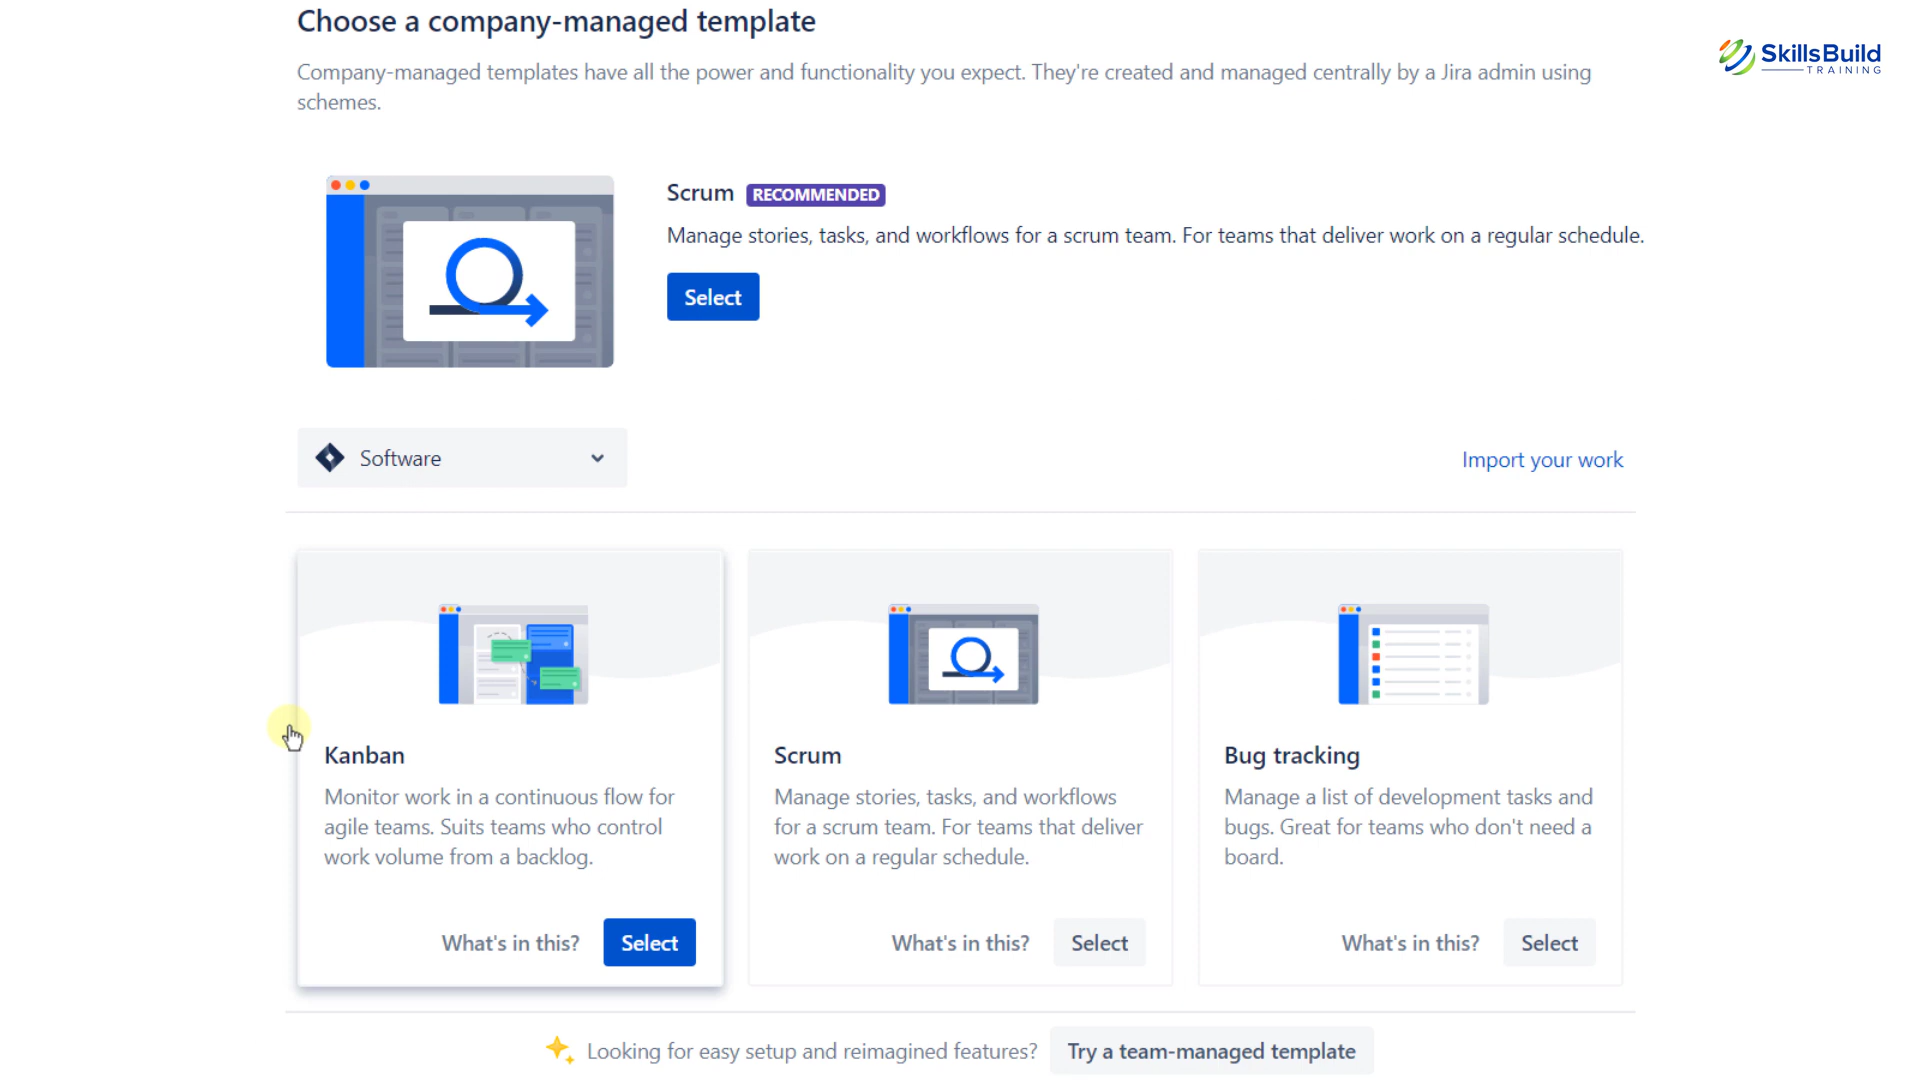 Choose a company-managed template
SkillsBuild
TRAINING
Company-managed templates have all the power and functionality you expect. They're created and managed centrally by a Jira admin using
schemes.
Scrum RECOMMENDED
Manage stories, tasks, and workflows for a scrum team. For teams that deliver work on a regular schedule.
Select
Software
Import your work
Kanban
Monitor work in a continuous flow for
agile teams. Suits teams who control
work volume from a backlog.
What's in this? Select
Scrum
Manage stories, tasks, and workflows
for a scrum team. For teams that deliver
work on a regular schedule.
What's in this? Select
Bug tracking
Manage a list of development tasks and
bugs. Great for teams who don't need a
board.
What's in this? Select
Looking for easy setup and reimagined features? Try a team-managed template